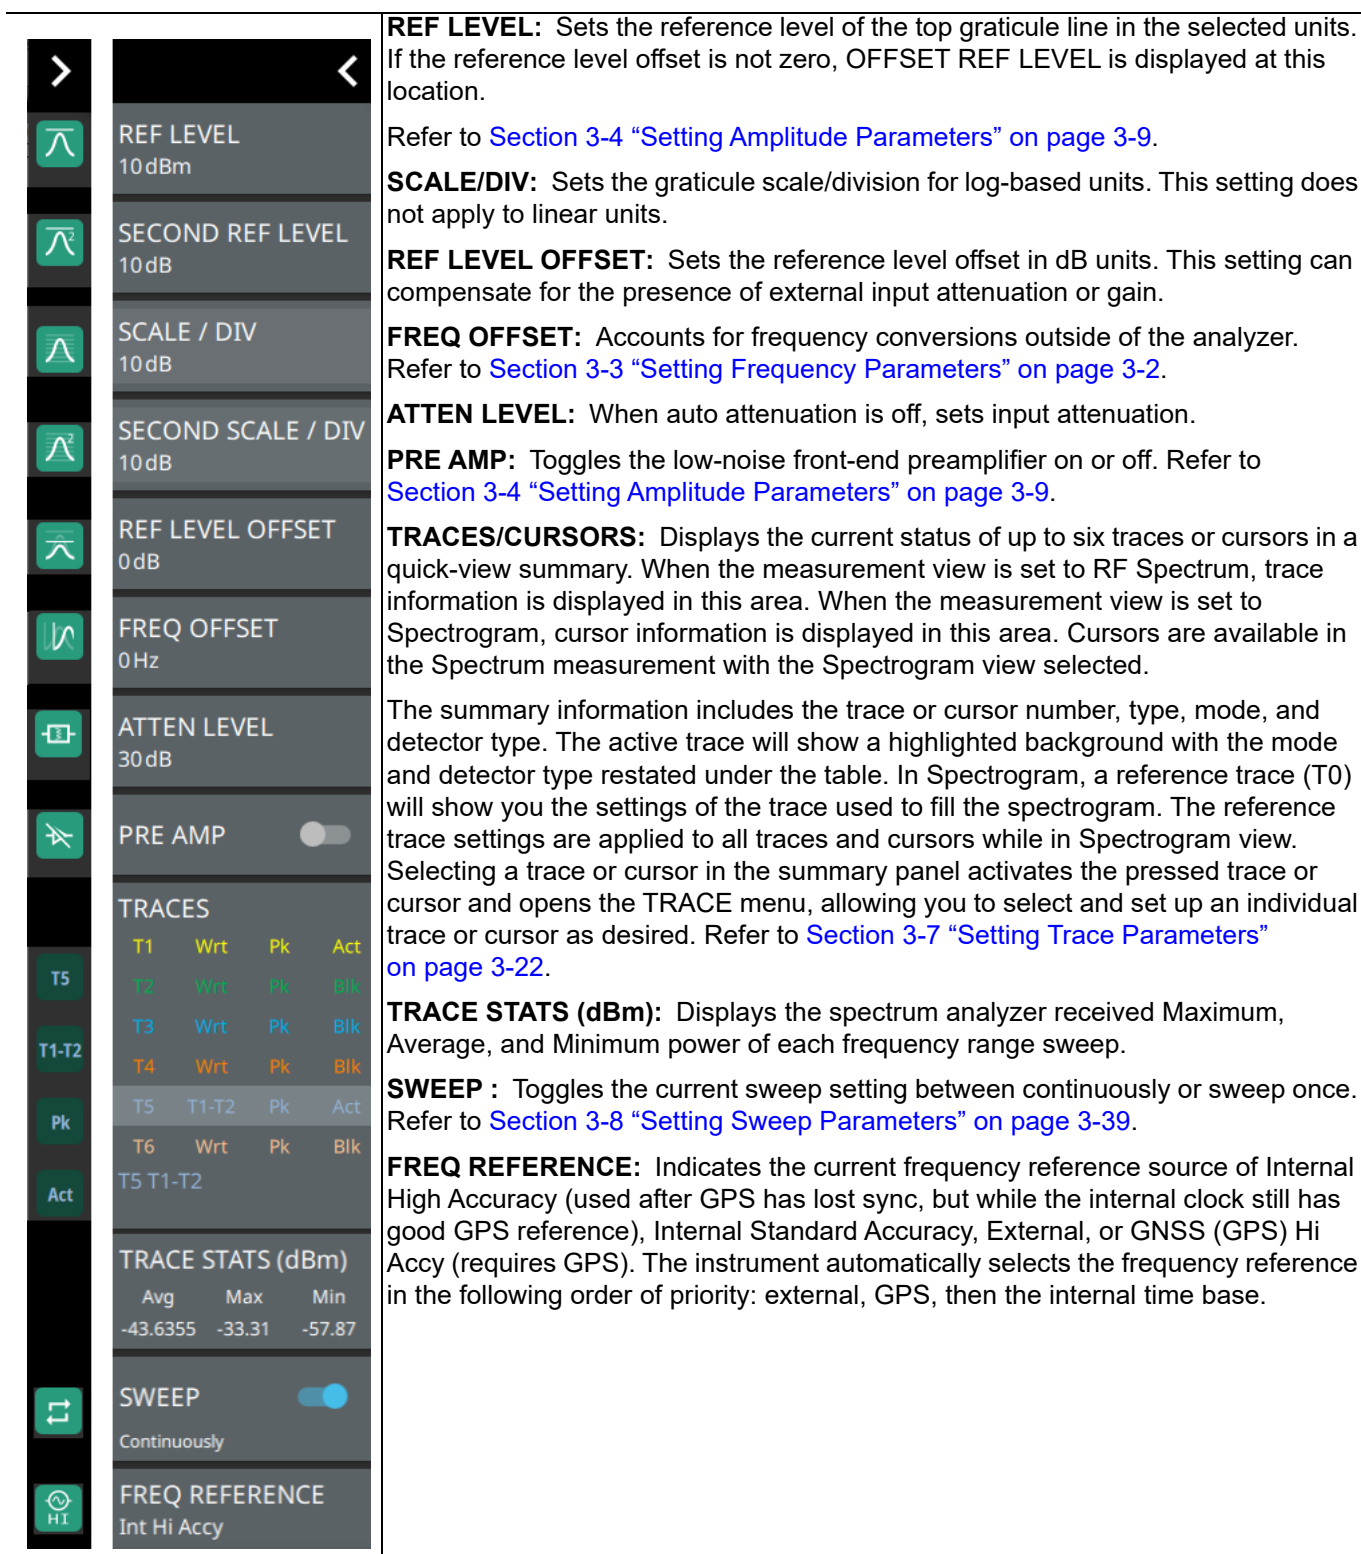 T5
T1-T2
Pk
Act
HI
REF LEVEL
10 dBm
SECOND REF LEVEL
10 dB
SCALE / DIV
10 dB
SECOND SCALE / DIV
10 dB
REF LEVEL OFFSET
0 dB
FREQ OFFSET
0 Hz
ATTEN LEVEL
30 dB
PRE AMP
TRACES
T1 Wrt Pk Act
T2 Wrt Pk Blk
T3 Wrt Pk Blk
T4 Wrt Pk Blk
T5 T1-T2 Pk Act
T6 Wrt Pk Blk
T5 T1-T2
TRACE STATS (dBm)
Avg Max Min
-43.6355 -33.31 -57.87
SWEEP
Continuously
FREQ REFERENCE
Int Hi Accy
REF LEVEL: Sets the reference level of the top graticule line in the selected units.
If the reference level offset is not zero, OFFSET REF LEVEL is displayed at this
location.
Refer to Section 3-4 “Setting Amplitude Parameters” on page 3-9.
SCALE/DIV: Sets the graticule scale/division for log-based units. This setting does
not apply to linear units.
REF LEVEL OFFSET: Sets the reference level offset in dB units. This setting can
compensate for the presence of external input attenuation or gain.
FREQ OFFSET: Accounts for frequency conversions outside of the analyzer.
Refer to Section 3-3 “Setting Frequency Parameters” on page 3-2.
ATTEN LEVEL: When auto attenuation is off, sets input attenuation.
PRE AMP: Toggles the low-noise front-end preamplifier on or off. Refer to
Section 3-4 “Setting Amplitude Parameters” on page 3-9.
TRACES/CURSORS: Displays the current status of up to six traces or cursors in a
quick-view summary. When the measurement view is set to RF Spectrum, trace
information is displayed in this area. When the measurement view is set to
Spectrogram, cursor information is displayed in this area. Cursors are available in
the Spectrum measurement with the Spectrogram view selected.
The summary information includes the trace or cursor number, type, mode, and
detector type. The active trace will show a highlighted background with the mode
and detector type restated under the table. In Spectrogram, a reference trace (T0)
will show you the settings of the trace used to fill the spectrogram. The reference
trace settings are applied to all traces and cursors while in Spectrogram view.
Selecting a trace or cursor in the summary panel activates the pressed trace or
cursor and opens the TRACE menu, allowing you to select and set up an individual
trace or cursor as desired. Refer to Section 3-7 “Setting Trace Parameters”
on page 3-22.
TRACE STATS (dBm): Displays the spectrum analyzer received Maximum,
Average, and Minimum power of each frequency range sweep.
SWEEP : Toggles the current sweep setting between continuously or sweep once.
Refer to Section 3-8 “Setting Sweep Parameters” on page 3-39.
FREQ REFERENCE: Indicates the current frequency reference source of Internal
High Accuracy (used after GPS has lost sync, but while the internal clock still has
good GPS reference), Internal Standard Accuracy, External, or GNSS (GPS) Hi
Accy (requires GPS). The instrument automatically selects the frequency reference
in the following order of priority: external, GPS, then the internal time base.